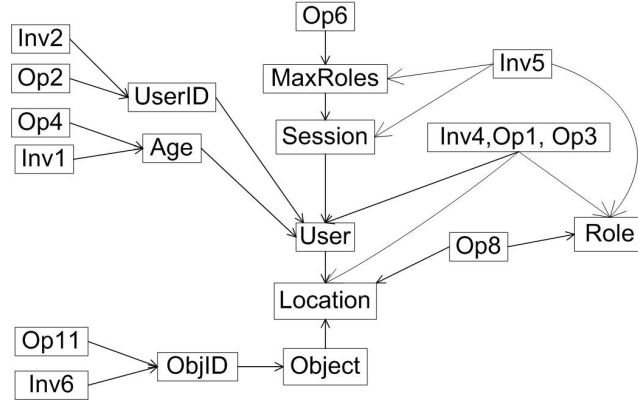 Op6
Inv2
Op2
UserID
MaxRoles
Inv5
Op4
Inv1
Age
Session
Inv4,Op1, Op3
User
Op8
Role
Location
Op11
Inv6
ObjID
Object